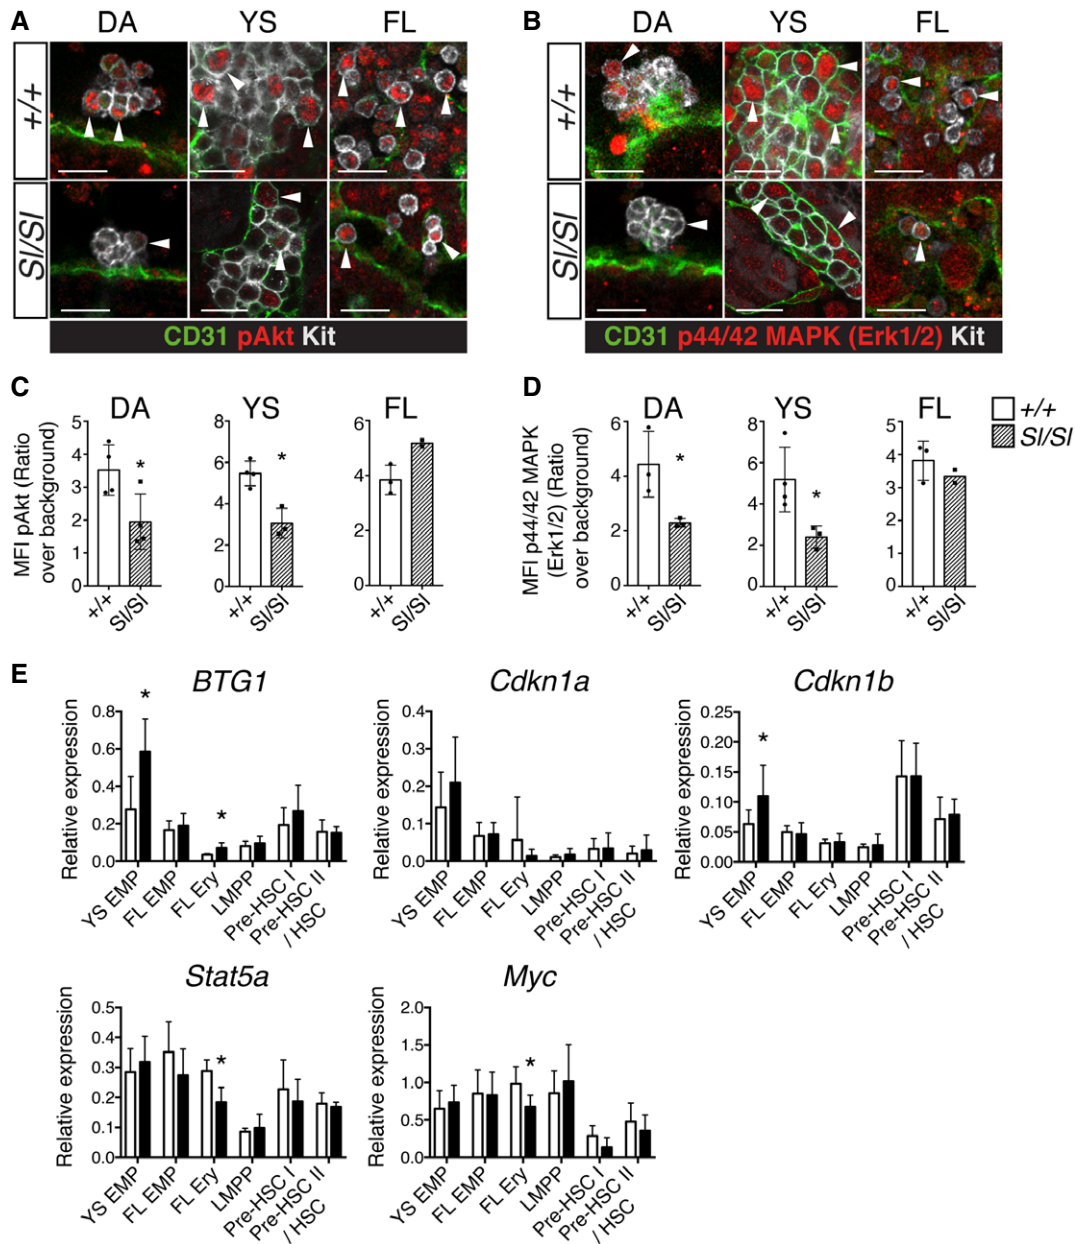 A
DA YS FL
+/+
Sl/Sl
CD31 pAkt Kit
B
DA YS FL
+/+
Sl/Sl
CD31 p44/42 MAPK (Erk1/2) Kit
C
DA
YS
FL
MFI pAkt (Ratio
over background)
5
4
3
2
1
0
*
+/+
Sl/Sl
8
6
4
2
0
*
+/+
Sl/Sl
6
4
2
0
+/+
Sl/Sl
D
DA
YS
FL
+/+
Sl/Sl
MFI p44/42 MAPK
(Erk1/2) (Ratio
over background)
6
4
2
0
*
+/+
Sl/Sl
8
6
4
2
0
*
+/+
Sl/Sl
5
4
3
2
1
0
+/+
Sl/Sl
E
BTG1
Relative expression
0.8
0.6
0.4
0.2
0.0
*
*
YS EMP
FL EMP
FL Ery
LMPP
Pre-HSC I
Pre-HSC II
/ HSC
Cdkn1a
Relative expression
0.4
0.3
0.2
0.1
0.0
YS EMP
FL EMP
FL Ery
LMPP
Pre-HSC I
Pre-HSC II
/ HSC
Cdkn1b
Relative expression
0.25
0.20
0.15
0.10
0.05
0.00
*
YS EMP
FL EMP
FL Ery
LMPP
Pre-HSC I
Pre-HSC II
/ HSC
Stat5a
Relative expression
0.5
0.4
0.3
0.2
0.1
0.0
*
YS EMP
FL EMP
FL Ery
LMPP
Pre-HSC I
Pre-HSC II
/ HSC
Myc
Relative expression
2.0
1.5
1.0
0.5
0.0
*
YS EMP
FL EMP
FL Ery
LMPP
Pre-HSC I
Pre-HSC II
/ HSC